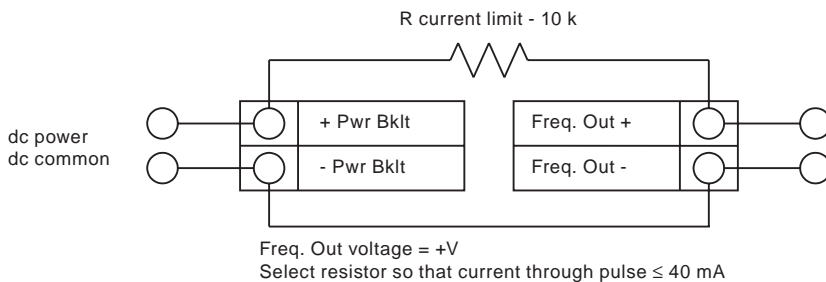 R current limit - 10 k
+ Pwr Bklt
Freq. Out +
dc power
dc common
- Pwr Bklt
Freq. Out -
Freq. Out voltage = +V
Select resistor so that current through pulse ≤ 40 mA